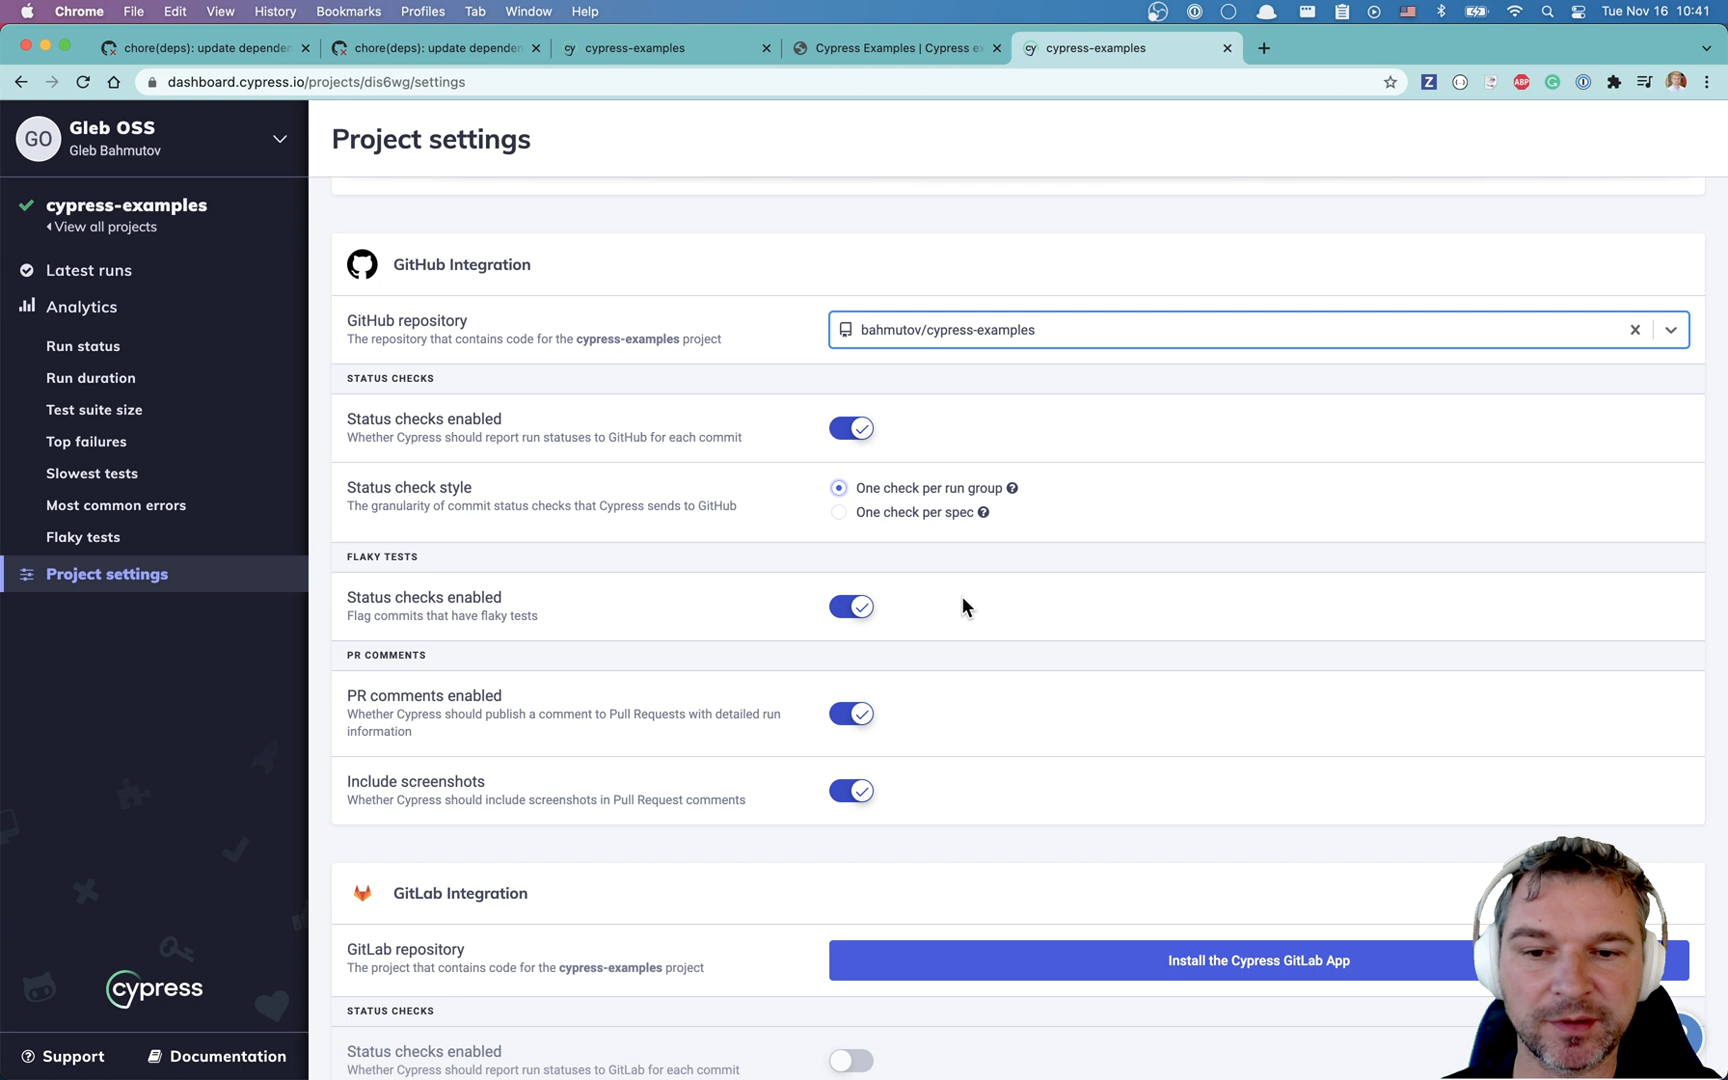 Chrome File Edit View History Bookmarks Profiles Tab Window Help Tue Nov 16 10:41
chore(deps): update dependen chore(deps): update dependen cy cypress-examples Cypress Examples | Cypress e cy cypress-examples
dashboard.cypress.io/projects/dis6wg/settings
GO
Gleb OSS
Gleb Bahmutov
Project settings
cypress-examples
View all projects
Latest runs
Analytics
Run status
Run duration
Test suite size
Top failures
Slowest tests
Most common errors
Flaky tests
Project settings
cypress
Support Documentation
GitHub Integration
GitHub repository
The repository that contains code for the cypress-examples project
bahmutov/cypress-examples
STATUS CHECKS
Status checks enabled
Whether Cypress should report run statuses to GitHub for each commit
Status check style
The granularity of commit status checks that Cypress sends to GitHub
One check per run group
One check per spec
FLAKY TESTS
Status checks enabled
Flag commits that have flaky tests
PR COMMENTS
PR comments enabled
Whether Cypress should publish a comment to Pull Requests with detailed run
information
Include screenshots
Whether Cypress should include screenshots in Pull Request comments
GitLab Integration
GitLab repository
The project that contains code for the cypress-examples project
Install the Cypress GitLab App
STATUS CHECKS
Status checks enabled
Whether Cypress should report run statuses to GitLab for each commit